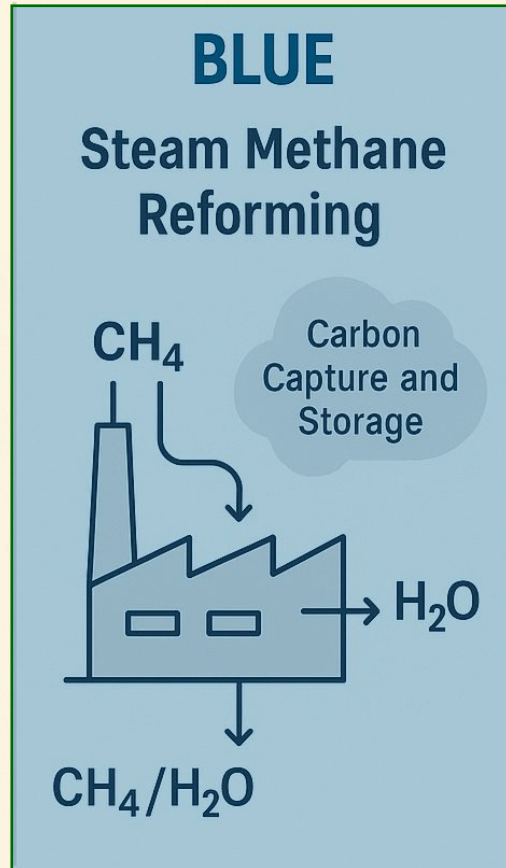 BLUE
Steam Methane
Reforming
CH₄
Carbon
Capture and
Storage
H₂O
CH₄/H₂O